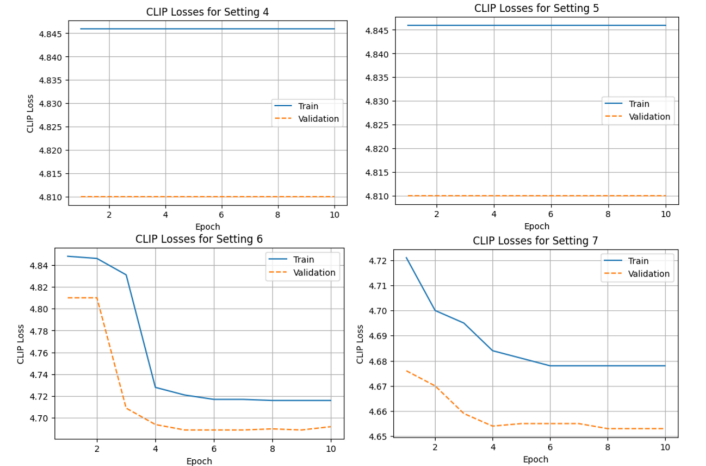 CLIP Losses for Setting 4
4.845
4.840
4.835
4.830
4.825
4.820
4.815
4.810
CLIP Loss
Train
Validation
2 4 6 8 10
Epoch
CLIP Losses for Setting 5
4.845
4.840
4.835
4.830
4.825
4.820
4.815
4.810
Train
Validation
2 4 6 8 10
Epoch
CLIP Losses for Setting 6
4.84
4.82
4.80
4.78
4.76
4.74
4.72
4.70
CLIP Loss
Train
Validation
2 4 6 8 10
Epoch
CLIP Losses for Setting 7
4.72
4.71
4.70
4.69
4.68
4.67
4.66
4.65
CLIP Loss
Train
Validation
2 4 6 8 10
Epoch